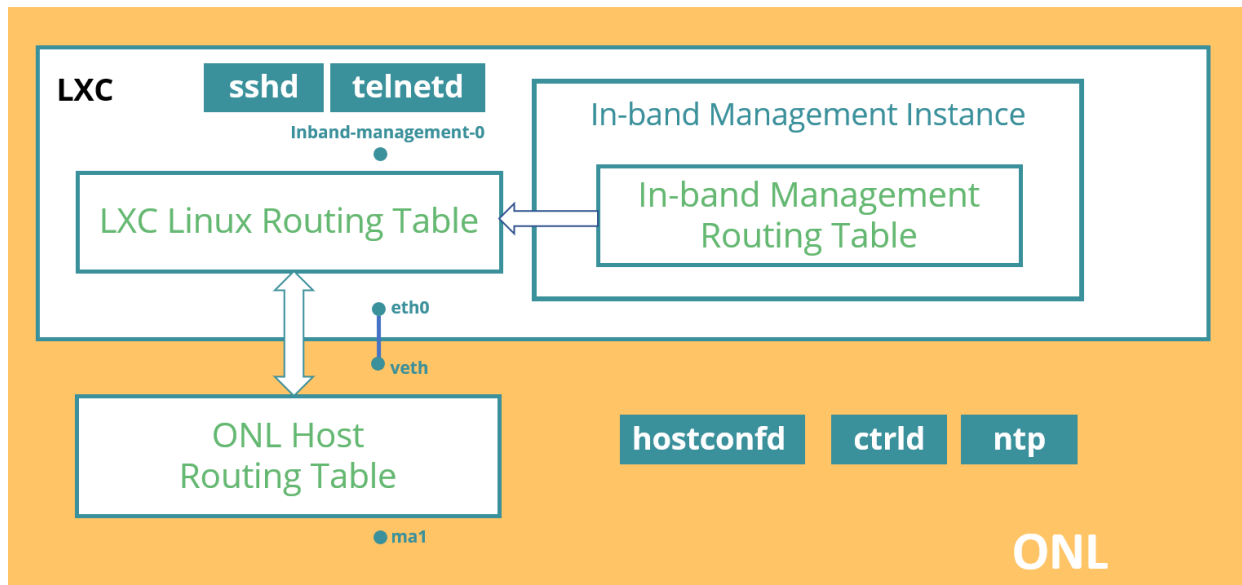 LXC
sshd
telnetd
Inband-management-0
In-band Management Instance
LXC Linux Routing Table
In-band Management
Routing Table
eth0
veth
ONL Host
Routing Table
hostconfd
ctrld
ntp
ma1
ONL